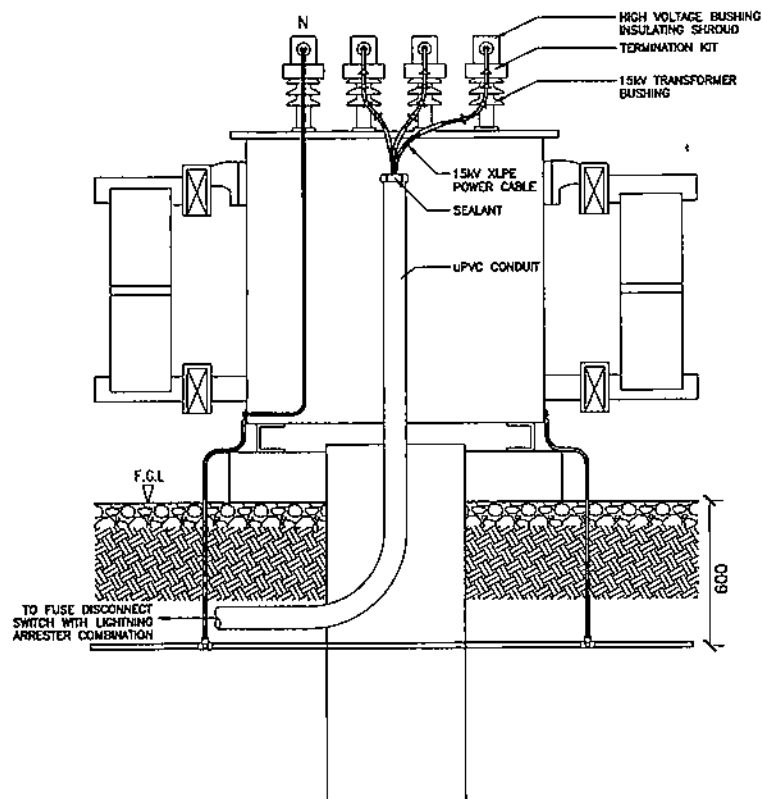 N
HIGH VOLTAGE BUSHING
INSULATING SHROUD
TERMINATION KIT
15kV TRANSFORMER
BUSHING
15kV XLPE
POWER CABLE
SEALANT
uPVC CONDUIT
F.G.L
600
TO FUSE DISCONNECT
SWITCH WITH LIGHTNING
ARRESTER COMBINATION